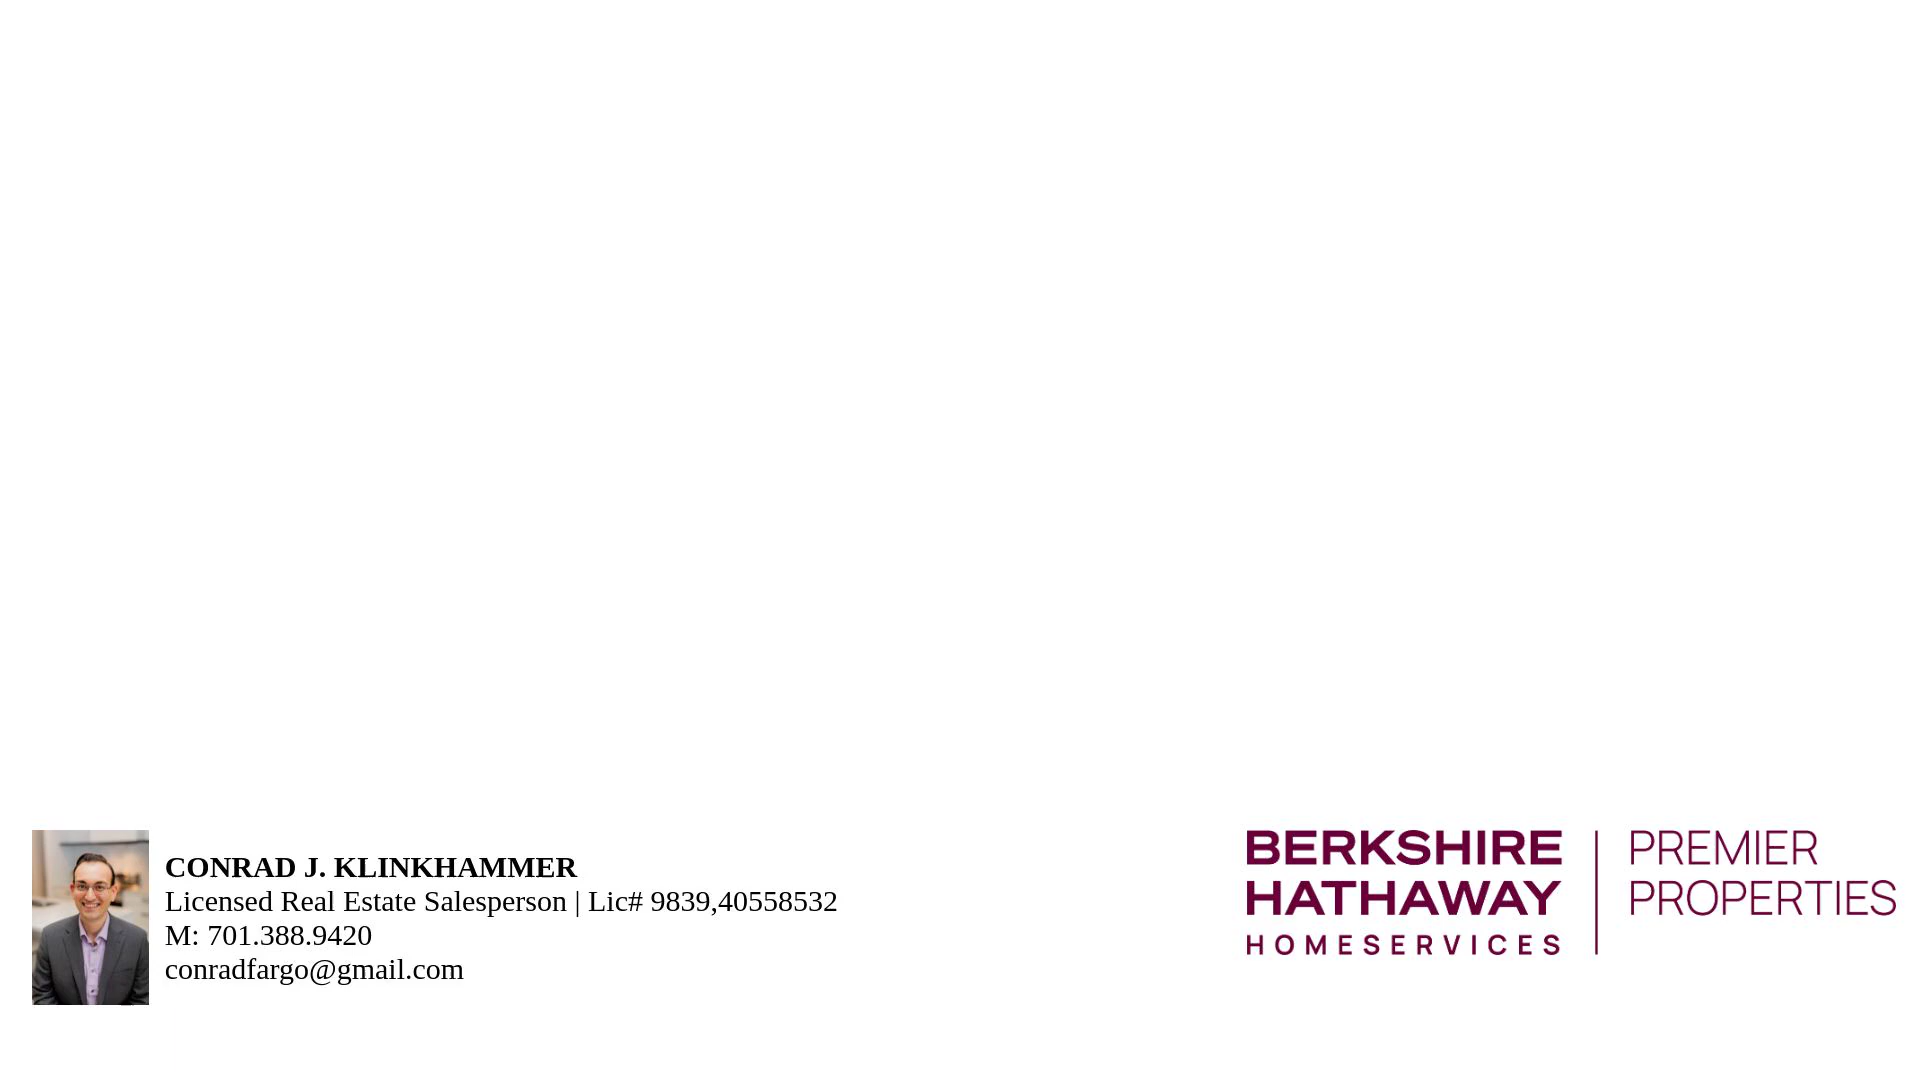 CONRAD J. KLINKHAMMER
Licensed Real Estate Salesperson | Lic# 9839,40558532
M: 701.388.9420
conradfargo@gmail.com
BERKSHIRE
HATHAWAY
HOMESERVICES
PREMIER
PROPERTIES